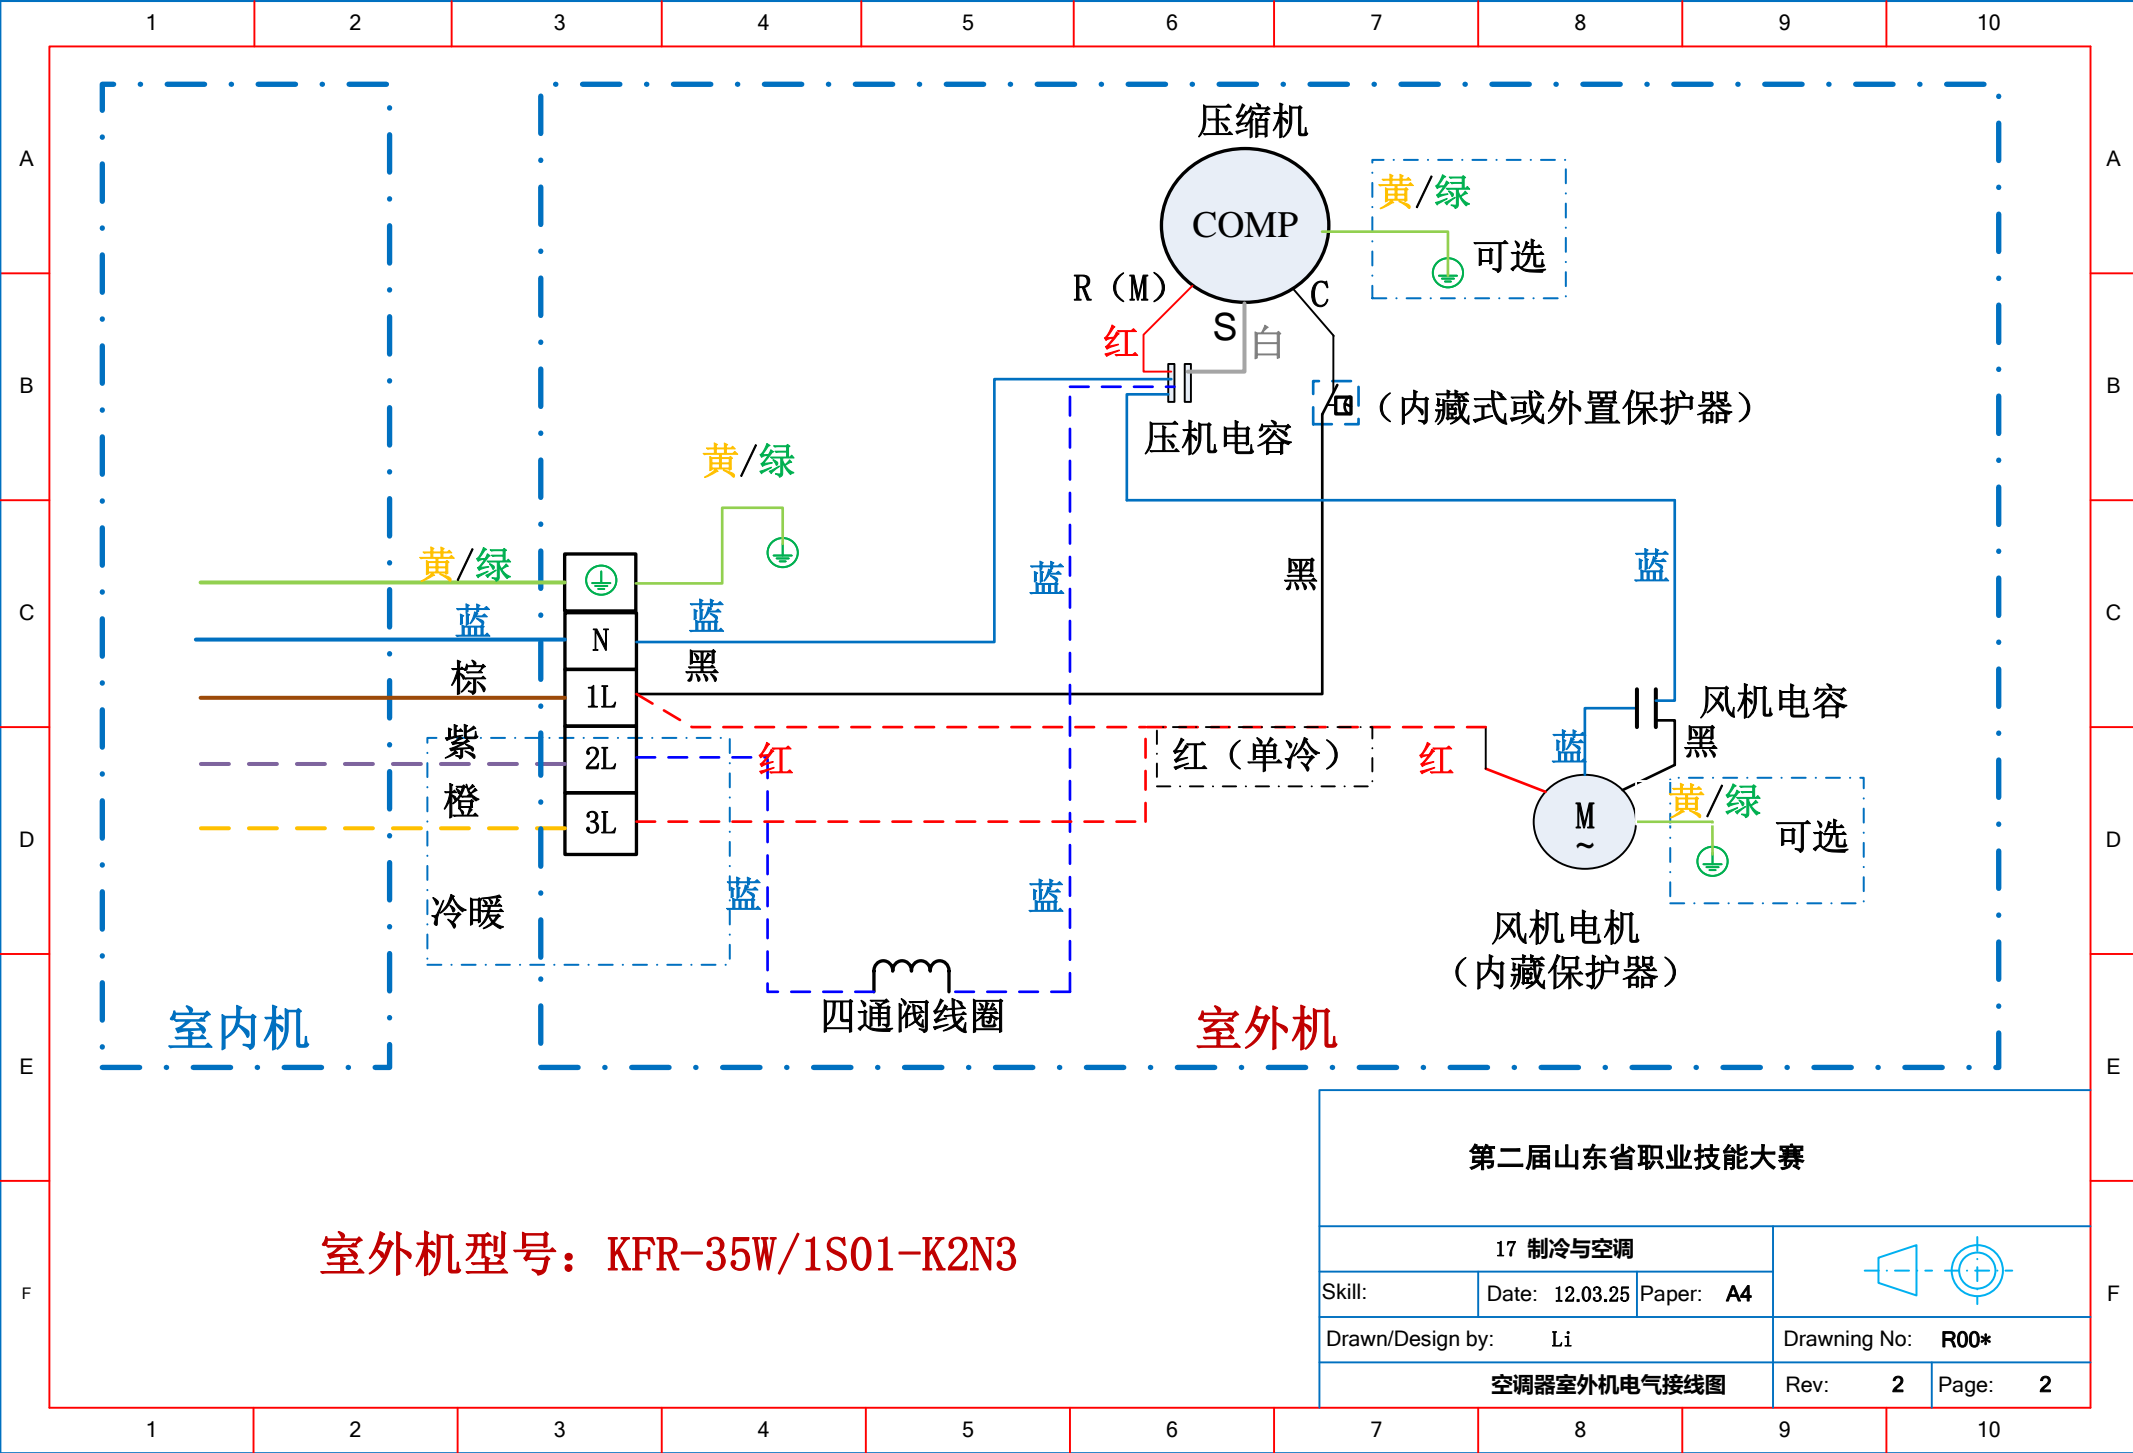 1 2 3 4 5 6 7 8 9 10
A
A
压缩机
COMP
黄/绿
可选
R（M）
S
C
红
白
B
B
（内藏式或外置保护器）
压机电容
黄/绿
黄/绿
蓝
蓝
黑
蓝
蓝
黑
C
C
N
棕
黑
1L
风机电容
紫
2L
红
红（单冷）
红
蓝
黑
橙
3L
M
~
黄/绿
可选
D
D
冷暖
蓝
蓝
风机电机
（内藏保护器）
四通阀线圈
室内机
室外机
E
E
第二届山东省职业技能大赛
室外机型号：KFR-35W/1S01-K2N3
17 制冷与空调
Skill:
Date: 12.03.25
Paper: A4
F
F
Drawn/Design by: Li
Drawing No: R00*
空调器室外机电气接线图
Rev: 2
Page: 2
1 2 3 4 5 6 7 8 9 10